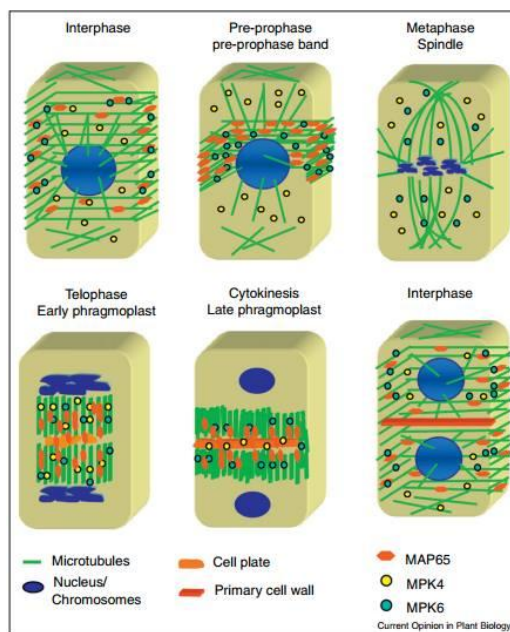 Interphase
Pre-prophase
pre-prophase band
Metaphase
Spindle
Telophase
Early phragmoplast
Cytokinesis
Late phragmoplast
Interphase
Microtubules
Nucleus/
Chromosomes
Cell plate
Primary cell wall
MAP65
MPK4
MPK6
Current Opinion in Plant Biology